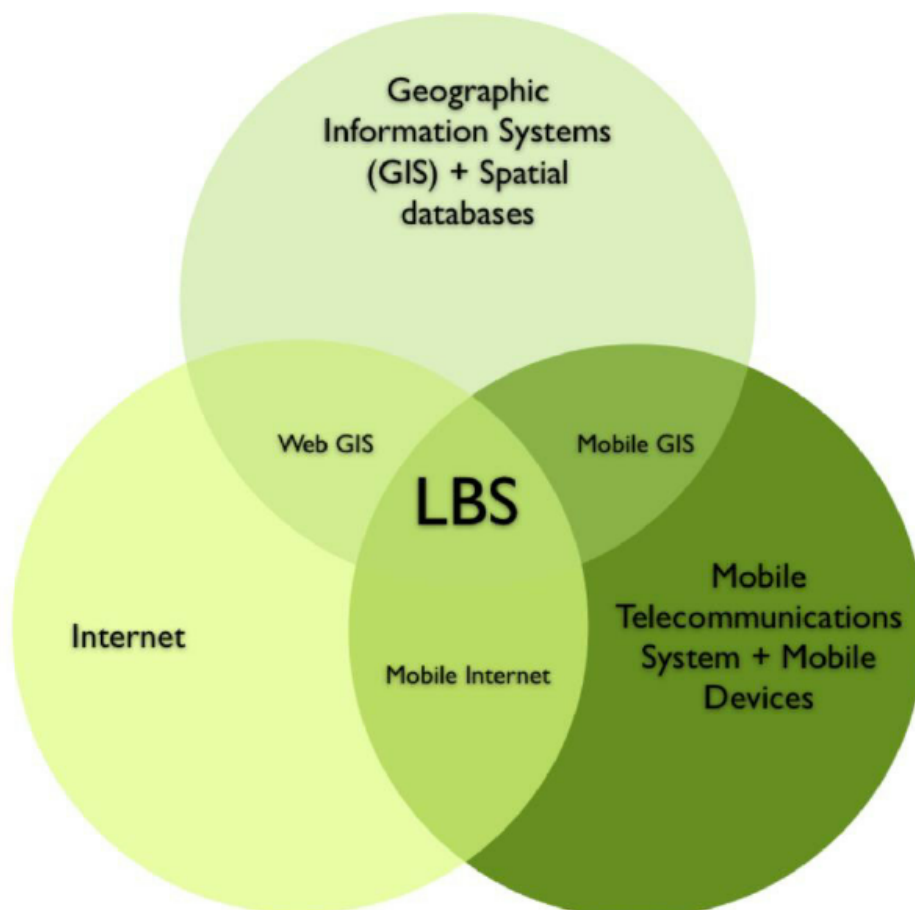 Geographic
Information Systems
(GIS) + Spatial
databases
Web GIS
Mobile GIS
LBS
Internet
Mobile
Telecommunications
System + Mobile
Devices
Mobile Internet